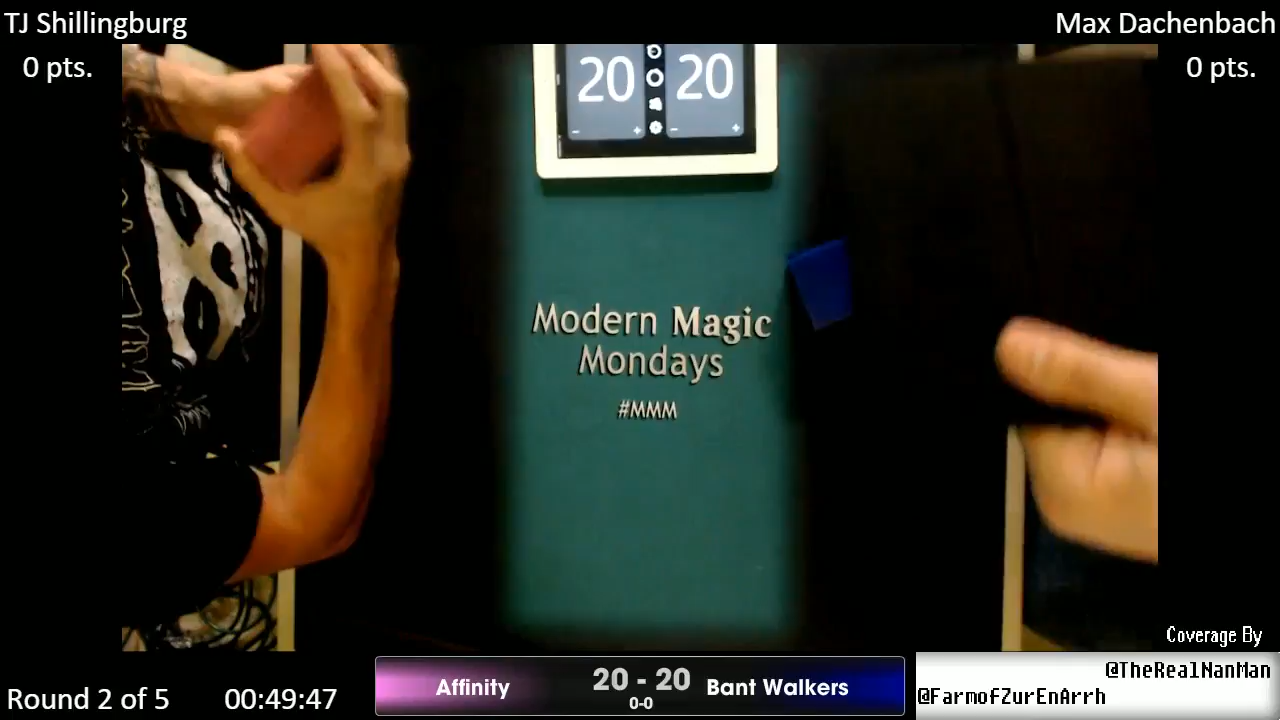 TJ Shillingburg
0 pts.
Max Dachenbach
0 pts.
20 20
- + - +
Modern Magic
Mondays
#MMM
Coverage By
@TheRealNanMan
@FarmofZurEnArrh
Round 2 of 5
00:49:47
Affinity
20 - 20
0-0
Bant Walkers